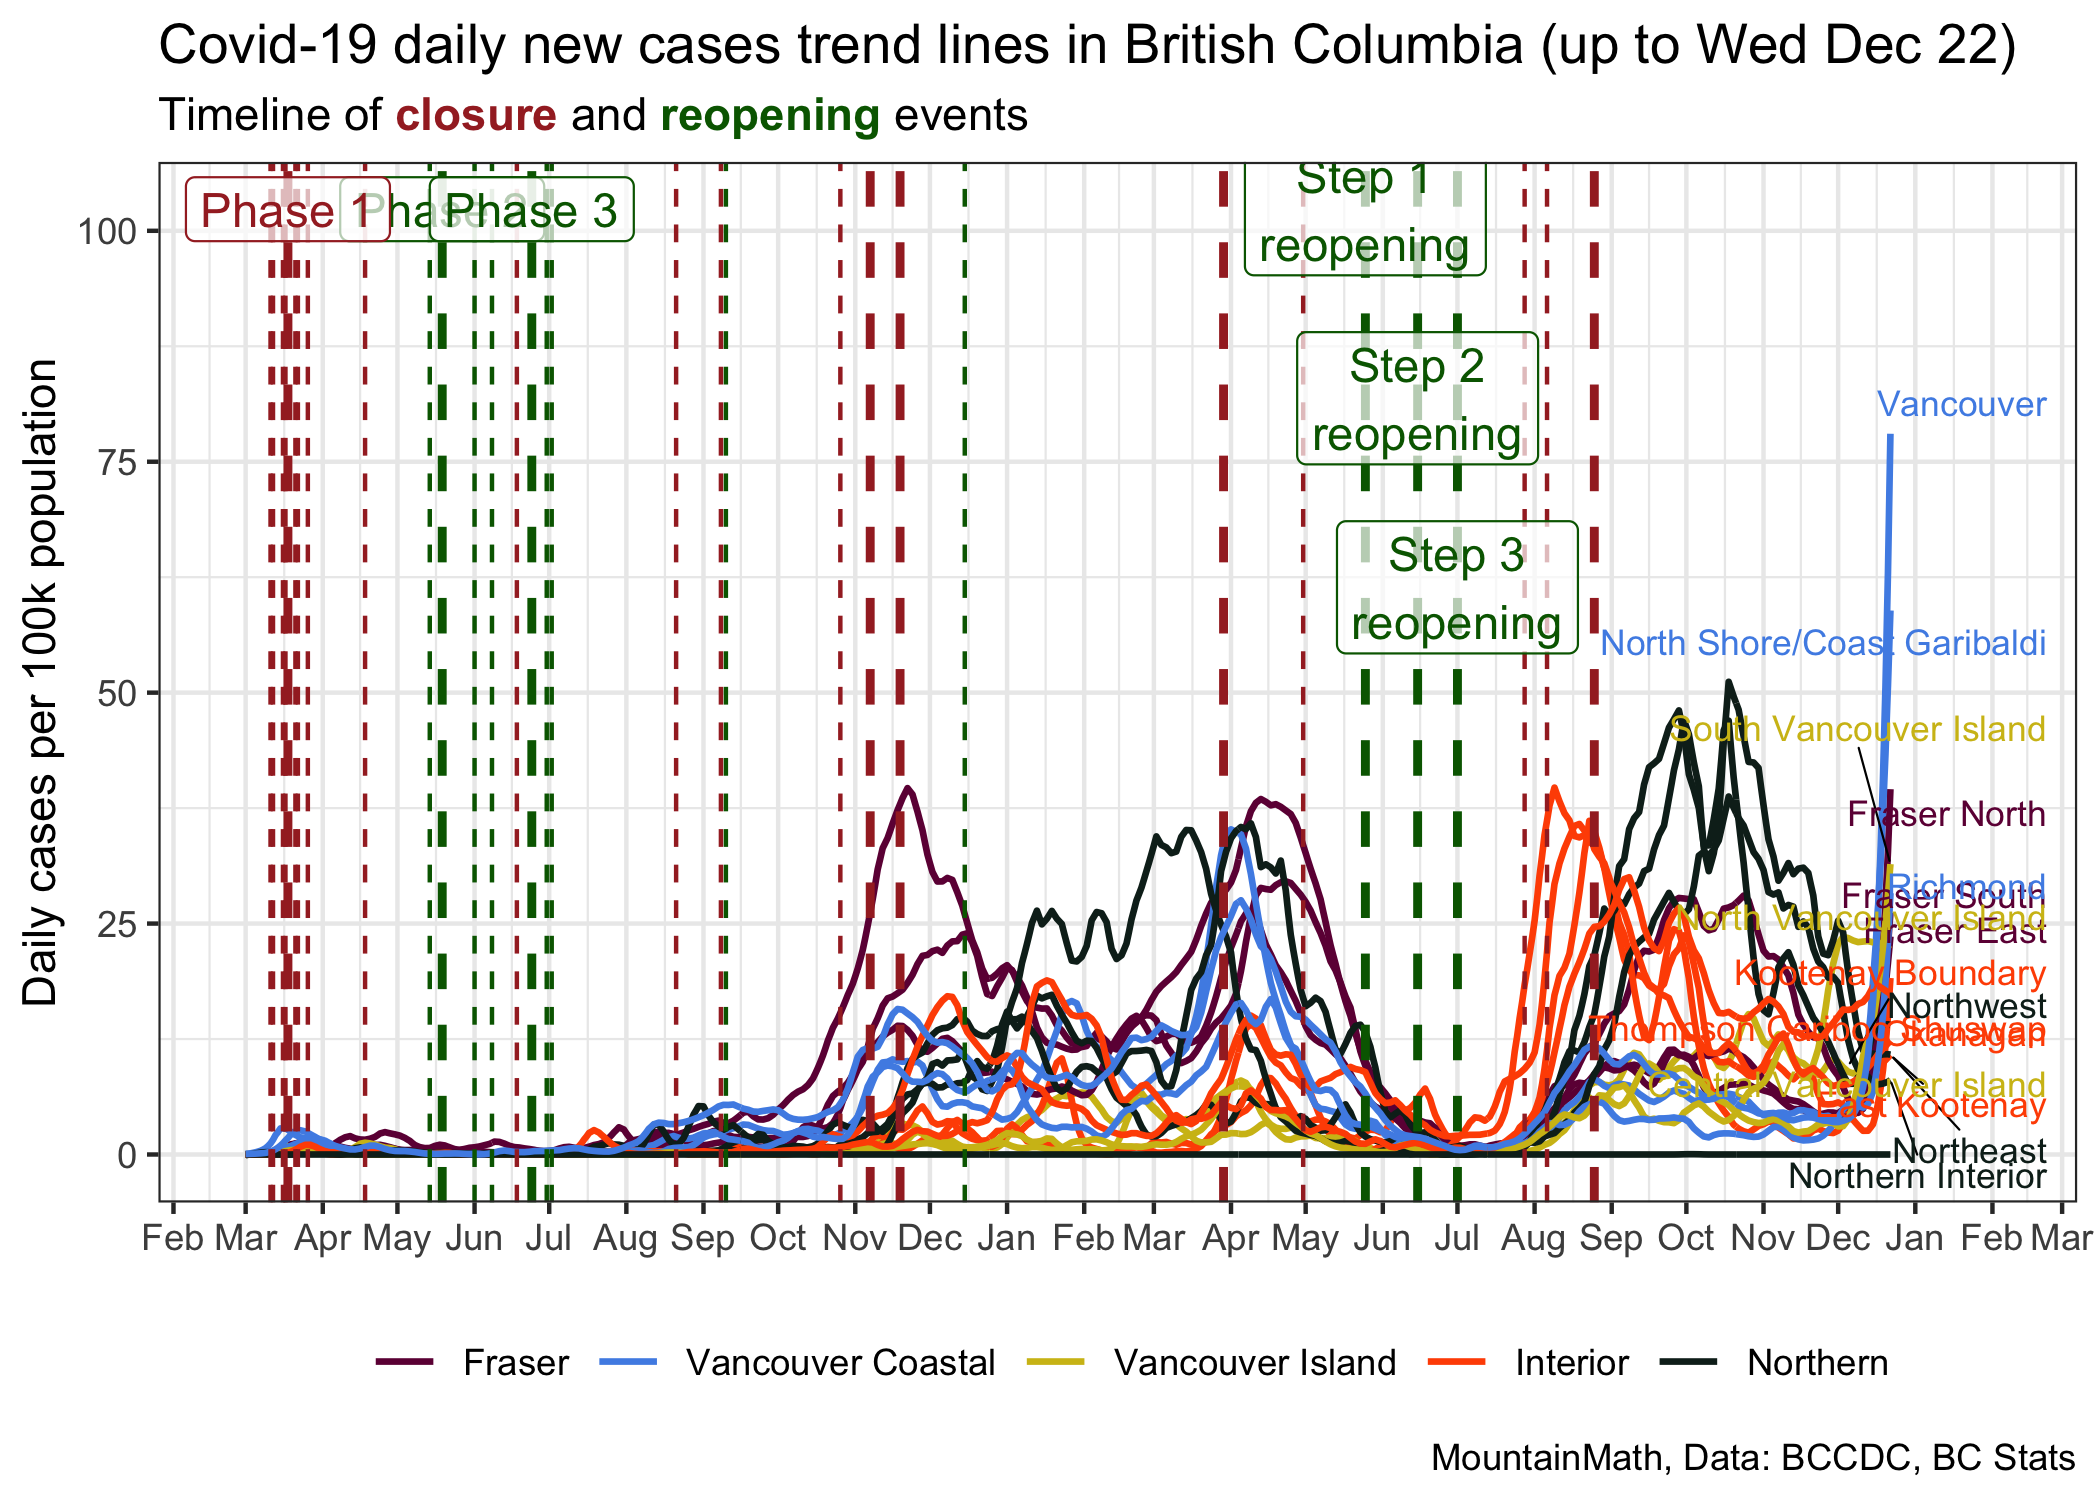 Covid-19 daily new cases trend lines in British Columbia (up to Wed Dec 22)
Timeline of closure and reopening events
Daily cases per 100k population
100
75
50
25
0
Phase 1
Phase 2
Phase 3
Step 1
reopening
Step 2
reopening
Step 3
reopening
Vancouver
North Shore/Coast Garibaldi
South Vancouver Island
Fraser North
Richmond
Fraser South
North Vancouver Island
Fraser East
Kootenay Boundary
Northwest
Thompson Cariboo Shuswap
Okanagan
Central Vancouver Island
East Kootenay
Northeast
Northern Interior
Feb Mar Apr May Jun Jul Aug Sep Oct Nov Dec Jan Feb Mar Apr May Jun Jul Aug Sep Oct Nov Dec Jan Feb Mar
Fraser Vancouver Coastal Vancouver Island Interior Northern
MountainMath, Data: BCCDC, BC Stats